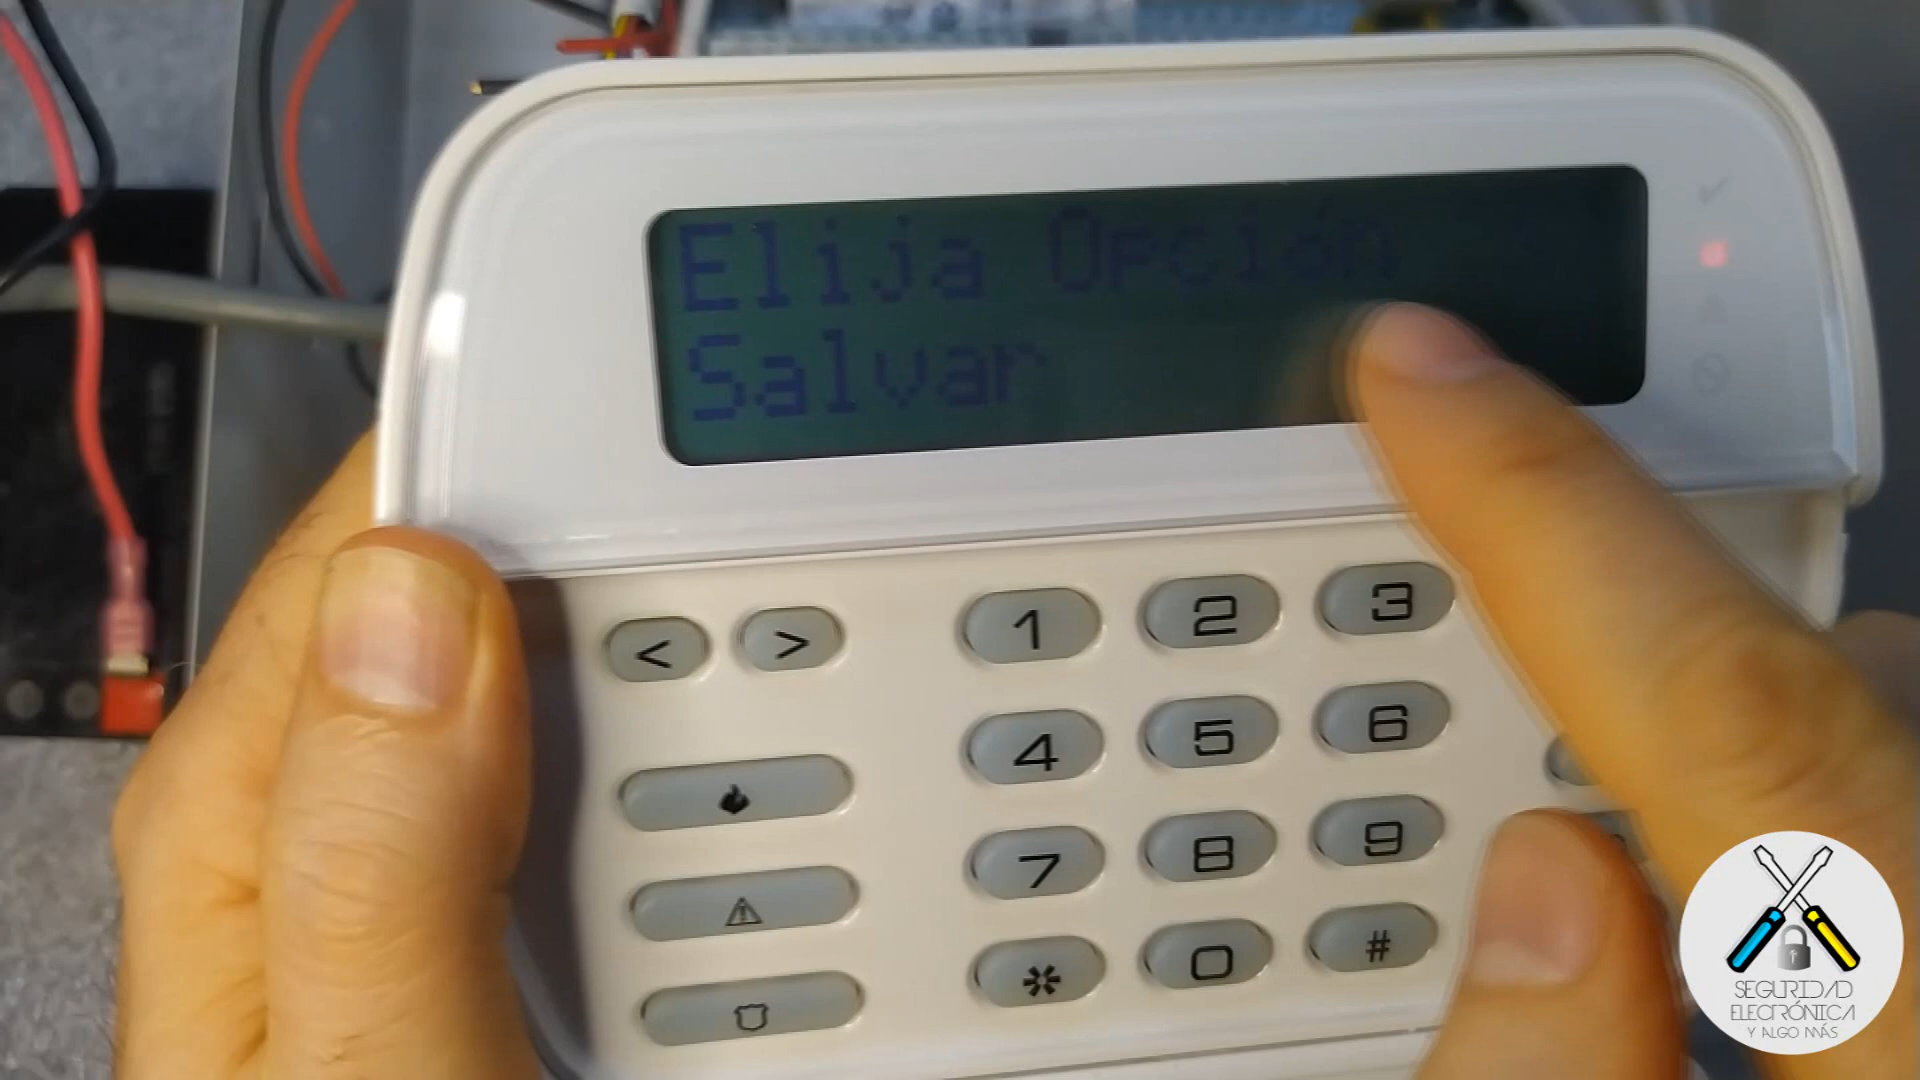 Elija Opción
Salvar
< > 1 2 3
4 5 6
7 8 9
* 0 #
SEGURIDAD
ELECTRÓNICA
Y ALGO MÁS